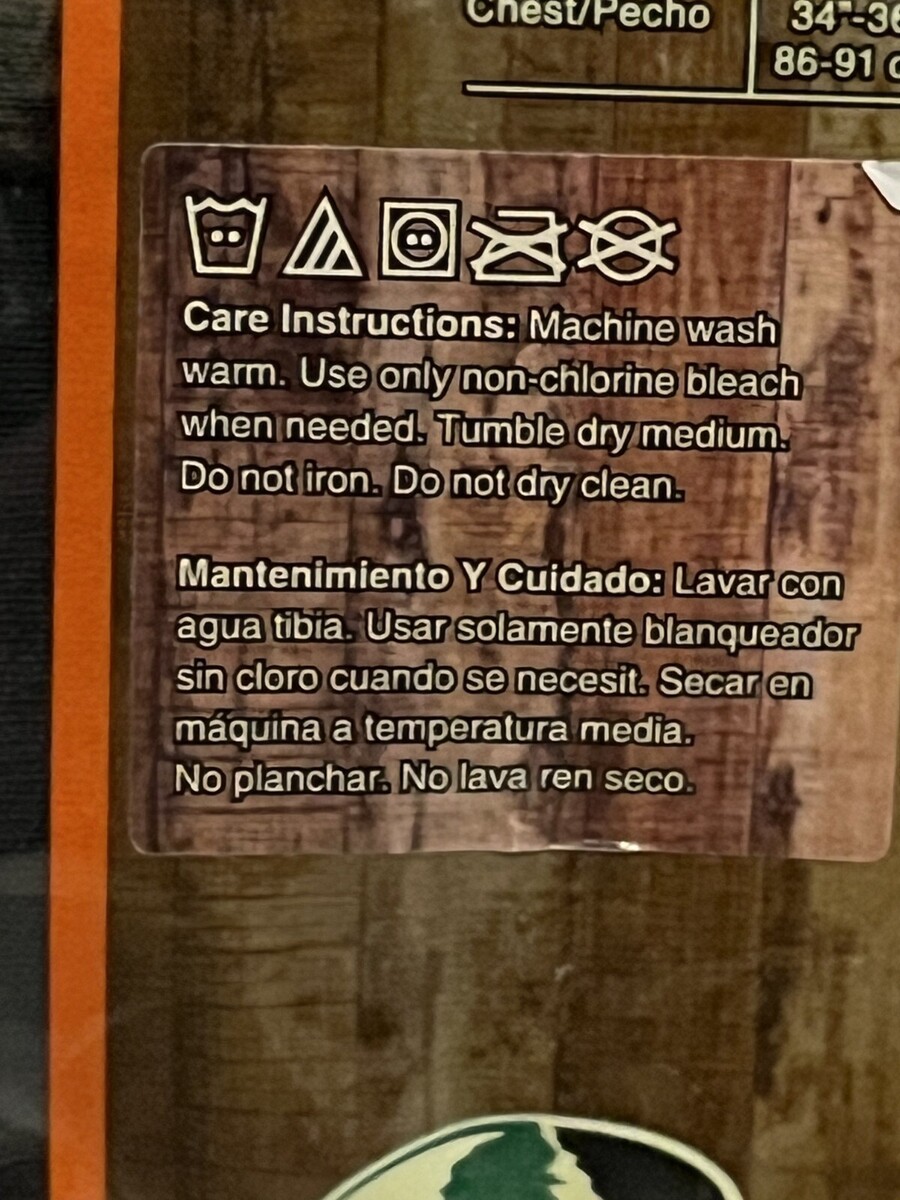 Chest/Pecho
86-91
Care Instructions: Machine wash
warm. Use only non-chlorine bleach
when needed. Tumble dry medium.
Do not iron. Do not dry clean.
Mantenimiento Y Cuidado: Lavar con
agua tibia. Usar solamente blanqueador
sin cloro cuando se necesit. Secar en
máquina a temperatura media.
No planchar. No lava ren seco.